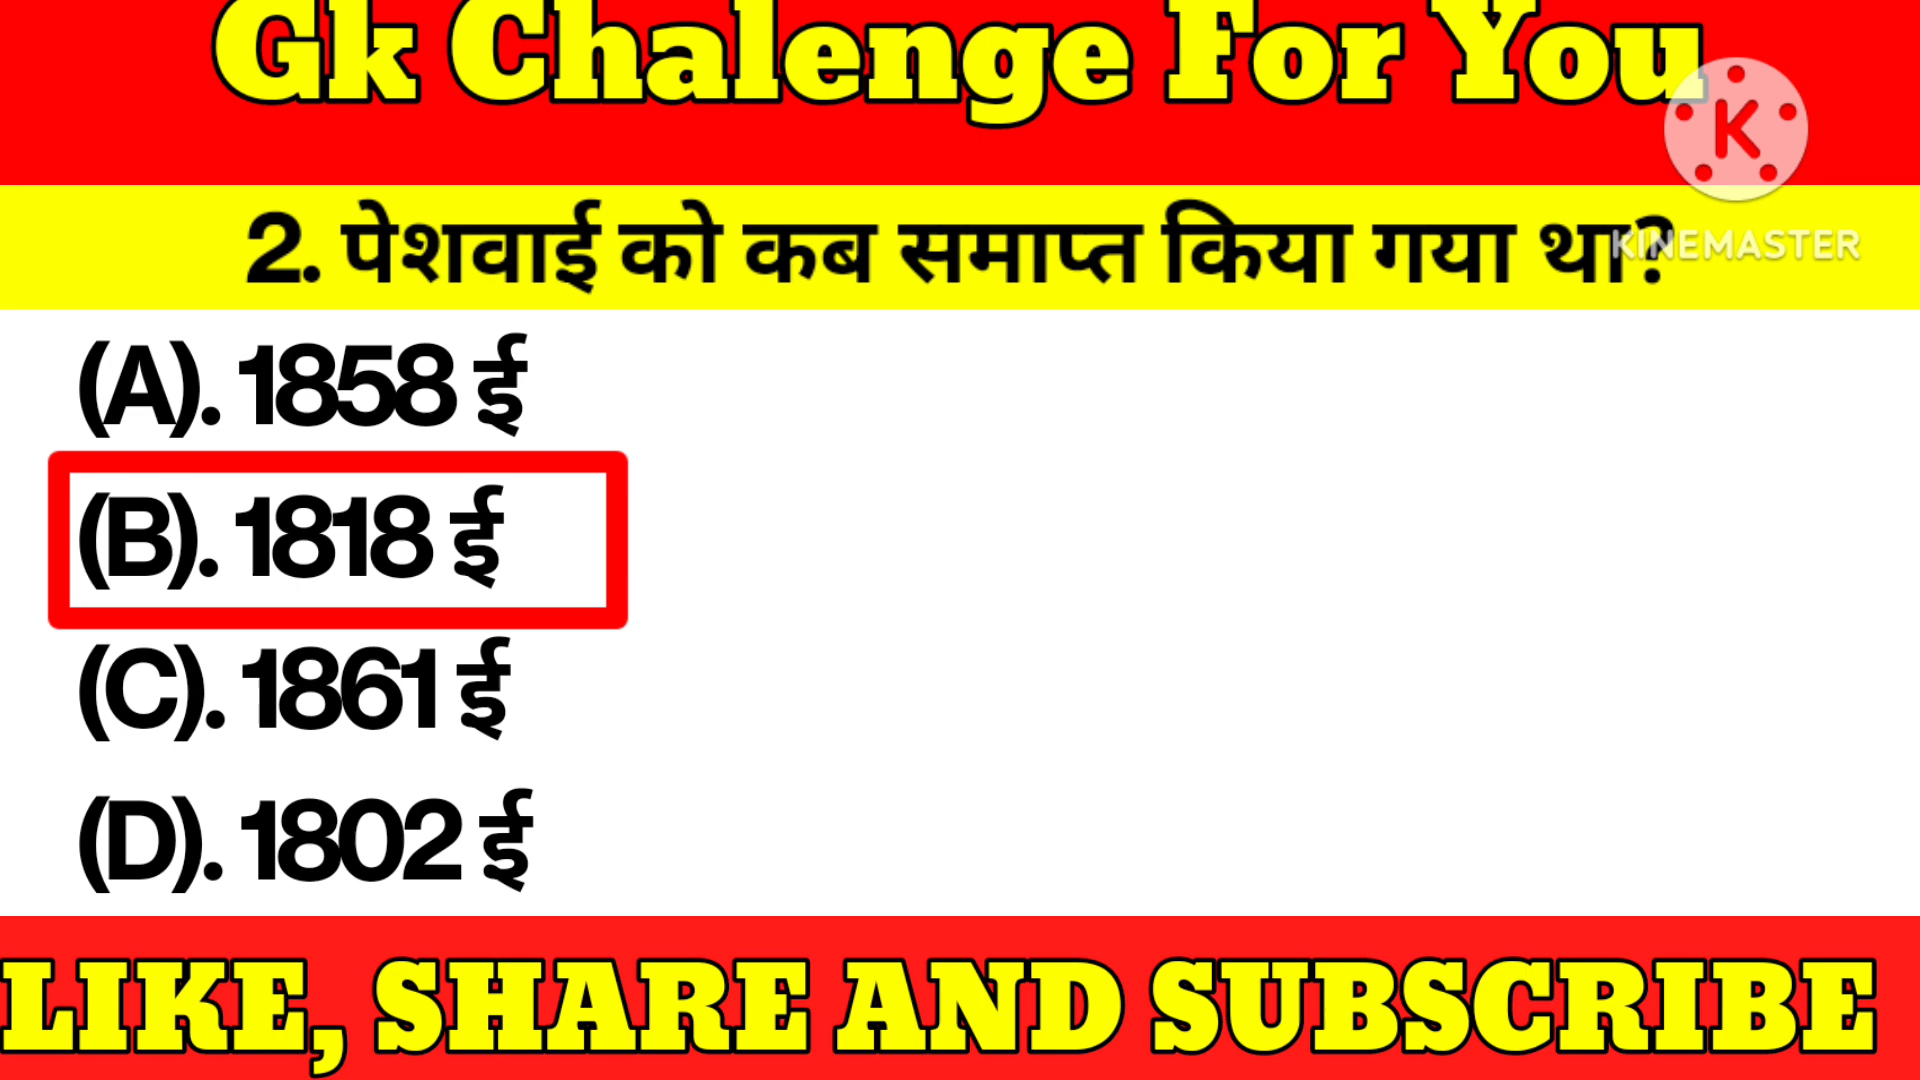 Gk Chalenge For You
K
KINEMASTER
2. पेशवाई को कब समाप्त किया गया था?
(A). 1858 ई
(B). 1818 ई
(C). 1861 ई
(D). 1802 ई
LIKE, SHARE AND SUBSCRIBE